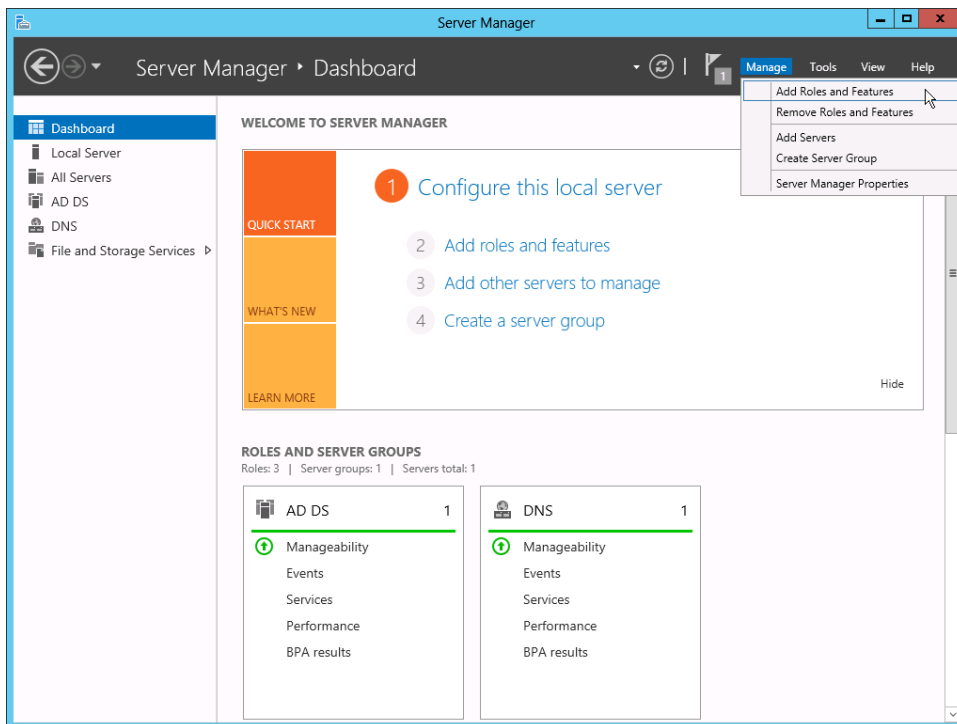 Server Manager
Server Manager ‣ Dashboard
1
Manage Tools View Help
Add Roles and Features
Remove Roles and Features
Add Servers
Create Server Group
Server Manager Properties
Dashboard
Local Server
All Servers
AD DS
DNS
File and Storage Services
WELCOME TO SERVER MANAGER
QUICK START
WHAT'S NEW
LEARN MORE
1 Configure this local server
2 Add roles and features
3 Add other servers to manage
4 Create a server group
Hide
ROLES AND SERVER GROUPS
Roles: 3 | Server groups: 1 | Servers total: 1
AD DS 1
Manageability
Events
Services
Performance
BPA results
DNS 1
Manageability
Events
Services
Performance
BPA results